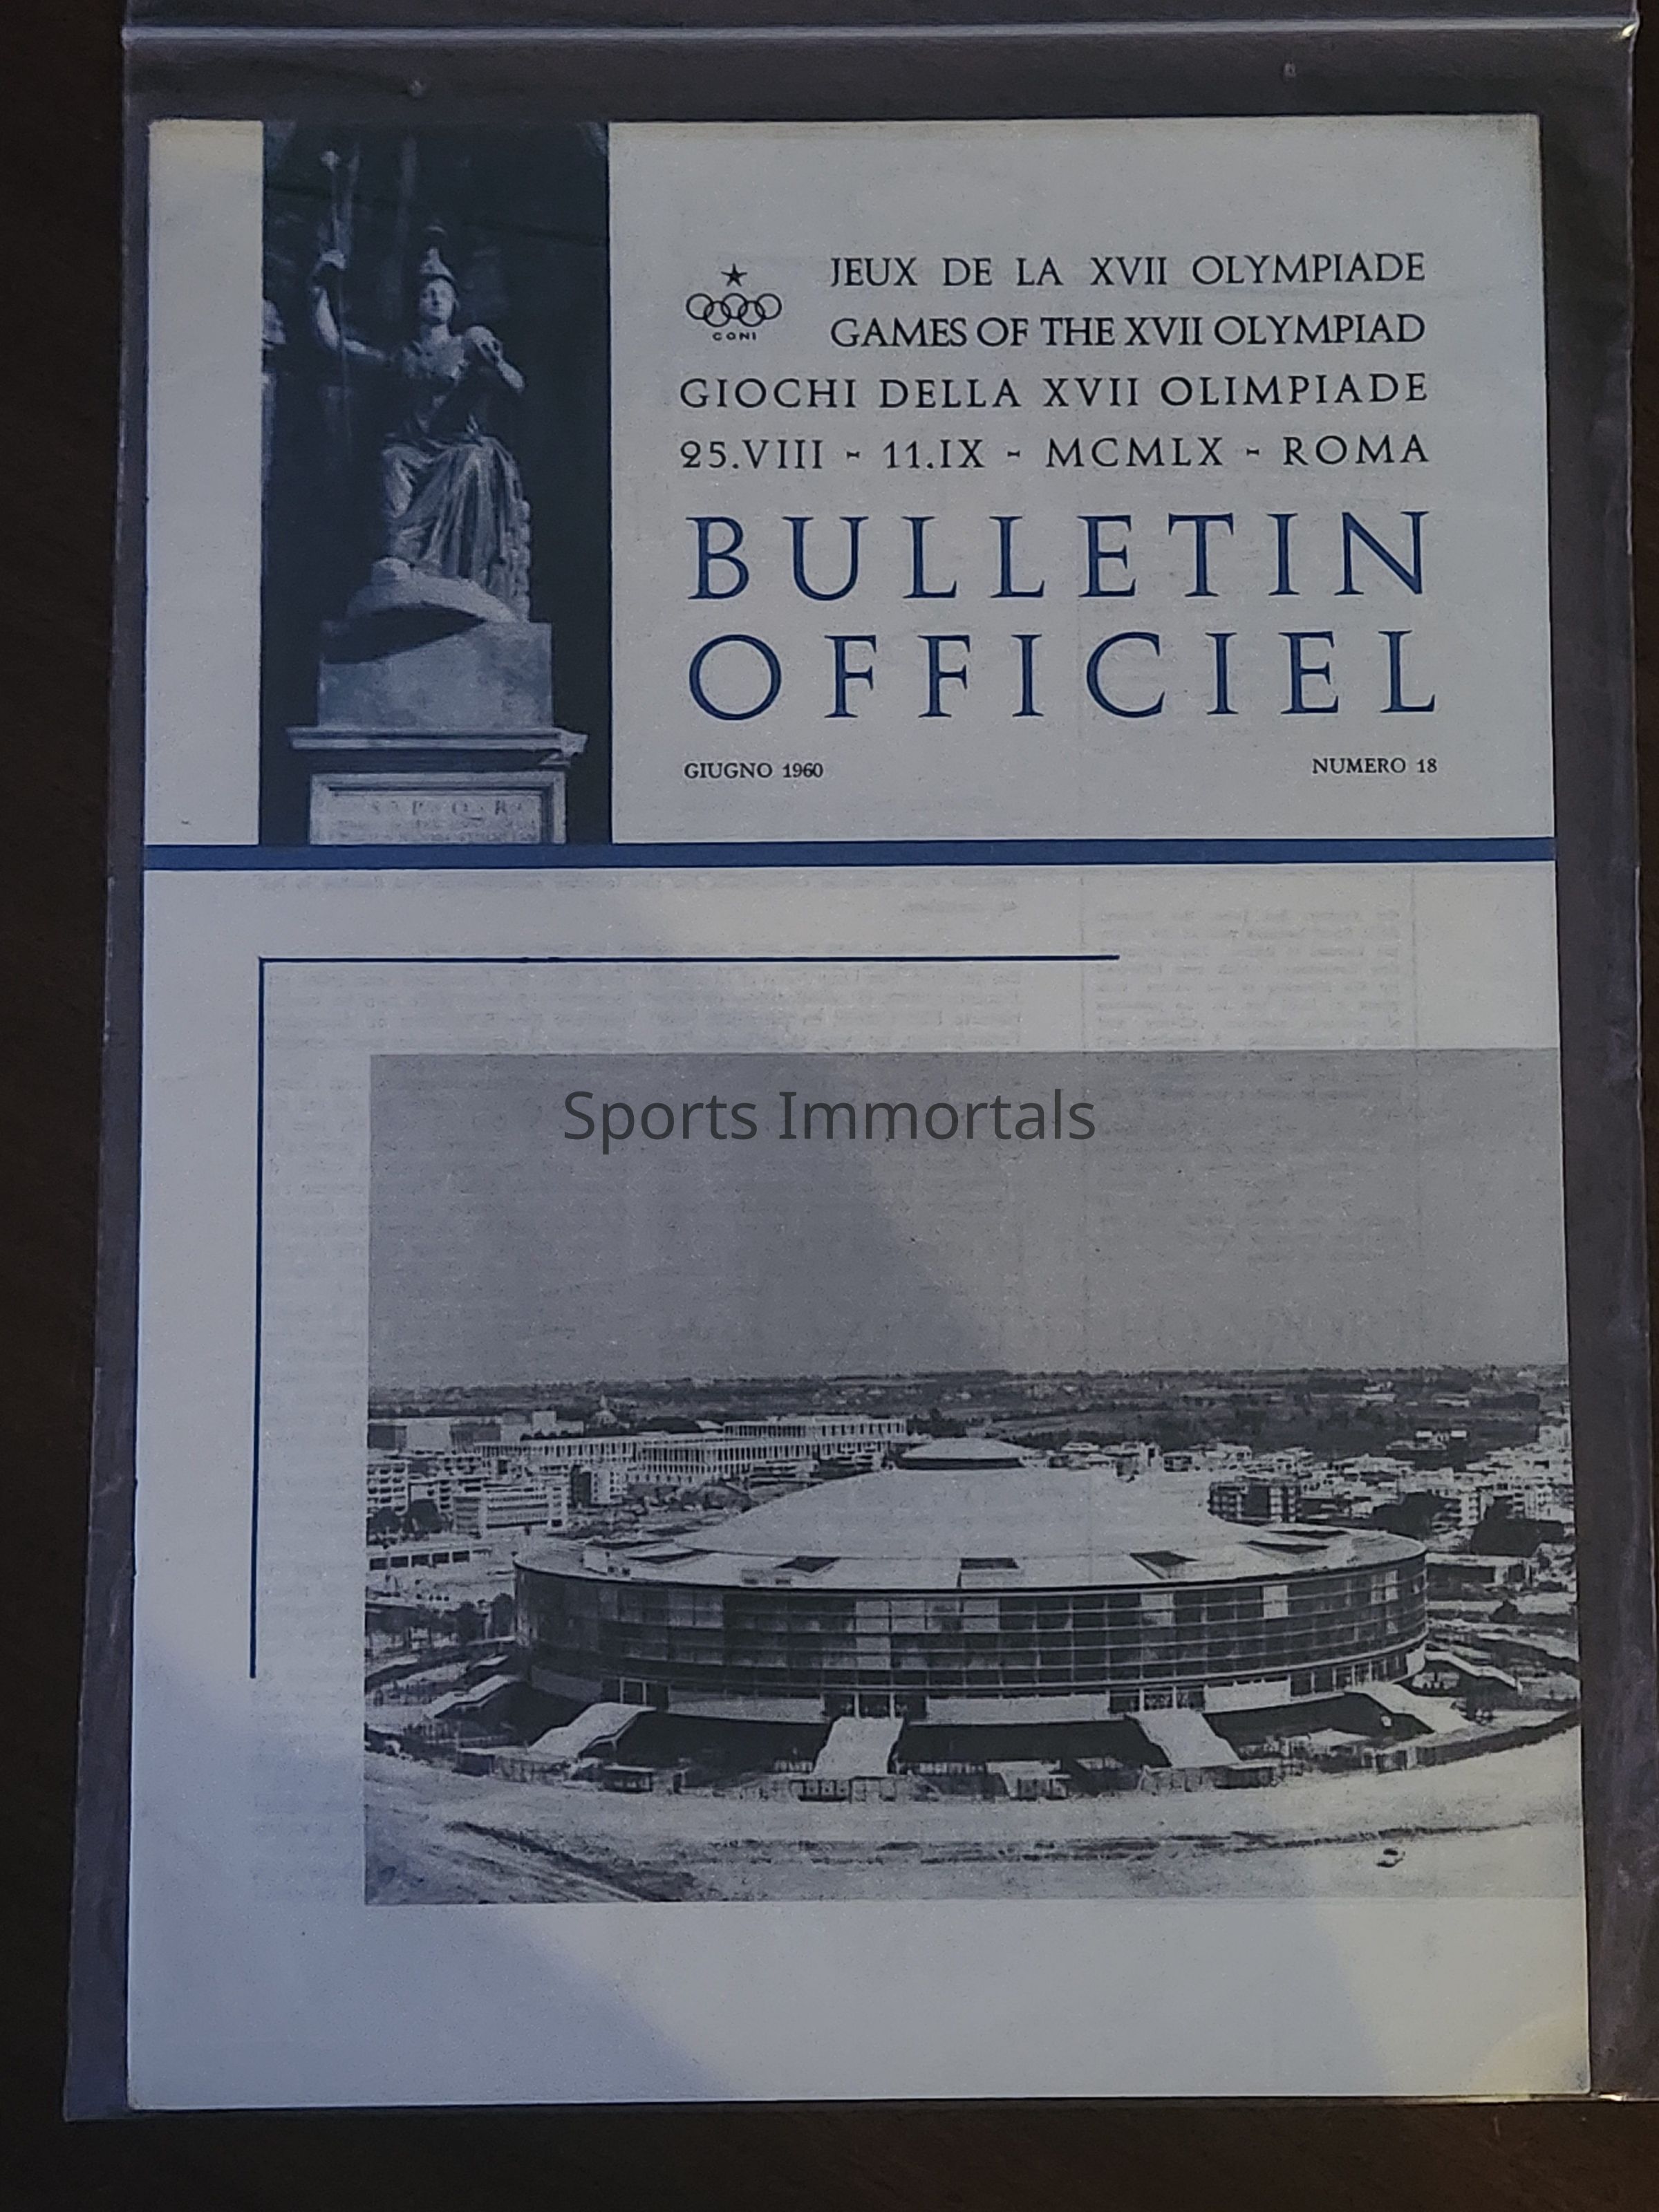 JEUX DE LA XVII OLYMPIADE
CONI
GAMES OF THE XVII OLYMPIAD
GIOCHI DELLA XVII OLIMPIADE
25.VIII - 11.IX - MCMLX - ROMA
BULLETIN
OFFICIEL
GIUGNO 1960
NUMERO 18
Sports Immortals